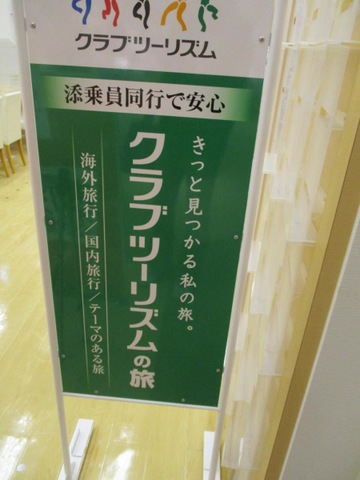 クラブツーリズム
添乗員同行で安心
きっと見つかる私の旅。
クラブツーリズムの旅
海外旅行/国内旅行/テーマのある旅